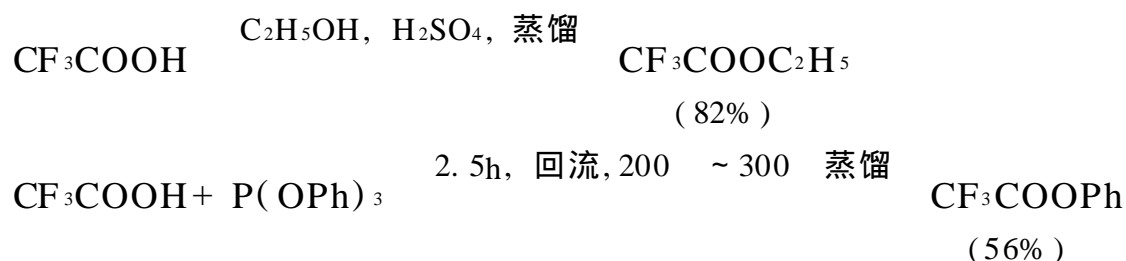 C₂H₅OH, H₂SO₄, 蒸馏
CF₃COOH CF₃COOC₂H₅
(82%)
2.5h, 回流,200 ~300 蒸馏
CF₃COOH+ P(OPh)₃ CF₃COOPh
(56%)